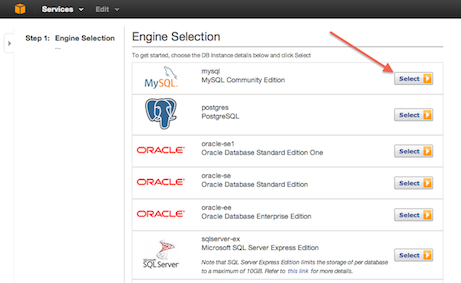 Services
Edit
Step 1: Engine Selection
Engine Selection
To get started, choose the DB Instance details below and click Select
MySQL
mysql
MySQL Community Edition
Select
postgres
PostgreSQL
Select
ORACLE
oracle-se1
Oracle Database Standard Edition One
Select
ORACLE
oracle-se
Oracle Database Standard Edition
Select
ORACLE
oracle-ee
Oracle Database Enterprise Edition
Select
Microsoft
SQL Server
sqlserver-ex
Microsoft SQL Server Express Edition
Note that SQL Server Express Edition limits the storage of per database
to a maximum of 10GB. Refer to this link for more details.
Select